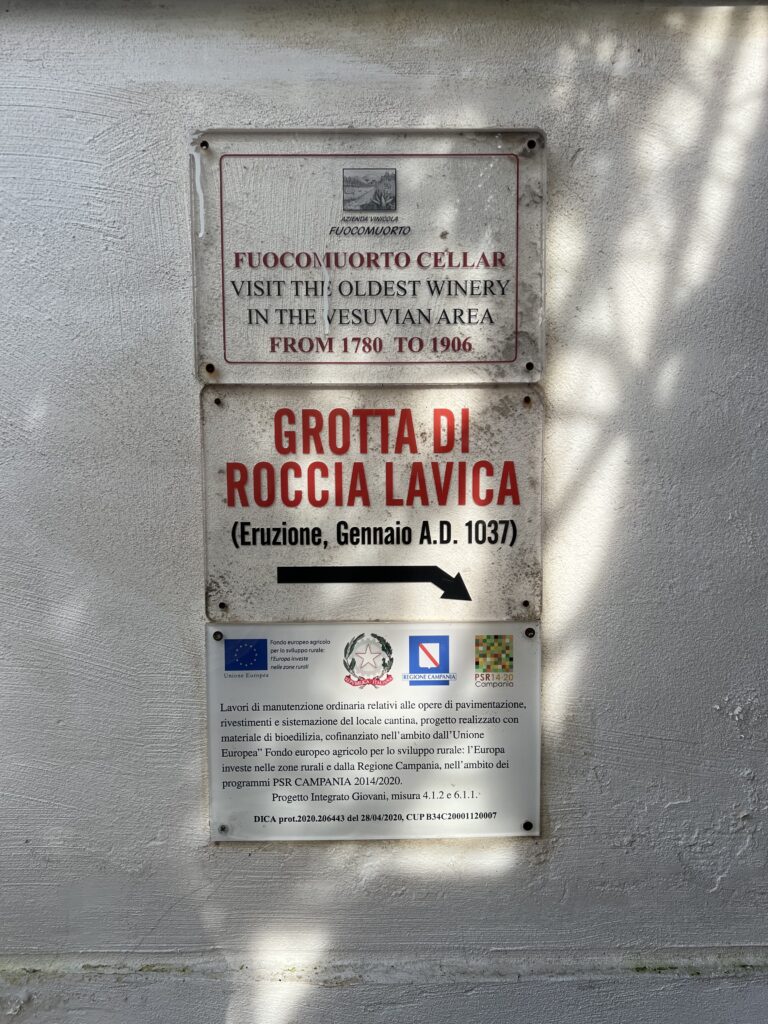 AZIENDA VINICOLA
FUOCOMUORTO
FUOCOMUORTO CELLAR
VISIT THE OLDEST WINERY
IN THE VESUVIAN AREA
FROM 1780 TO 1906
GROTTA DI
ROCCIA LAVICA
(Eruzione, Gennaio A.D. 1037)
Unione Europea
Fondo europeo agricolo
per lo sviluppo rurale:
l'Europa investe
nelle zone rurali
REGIONE CAMPANIA
PSR14·20
Campania
Lavori di manutenzione ordinaria relativi alle opere di pavimentazione,
rivestimenti e sistemazione del locale cantina, progetto realizzato con
materiale di bioedilizia, cofinanziato nell'ambito dall'Unione
Europea" Fondo europeo agricolo per lo sviluppo rurale: l'Europa
investe nelle zone rurali e dalla Regione Campania, nell'ambito dei
programmi PSR CAMPANIA 2014/2020.
Progetto Integrato Giovani, misura 4.1.2 e 6.1.1.
DICA prot.2020.206443 del 28/04/2020, CUP B34C20001120007